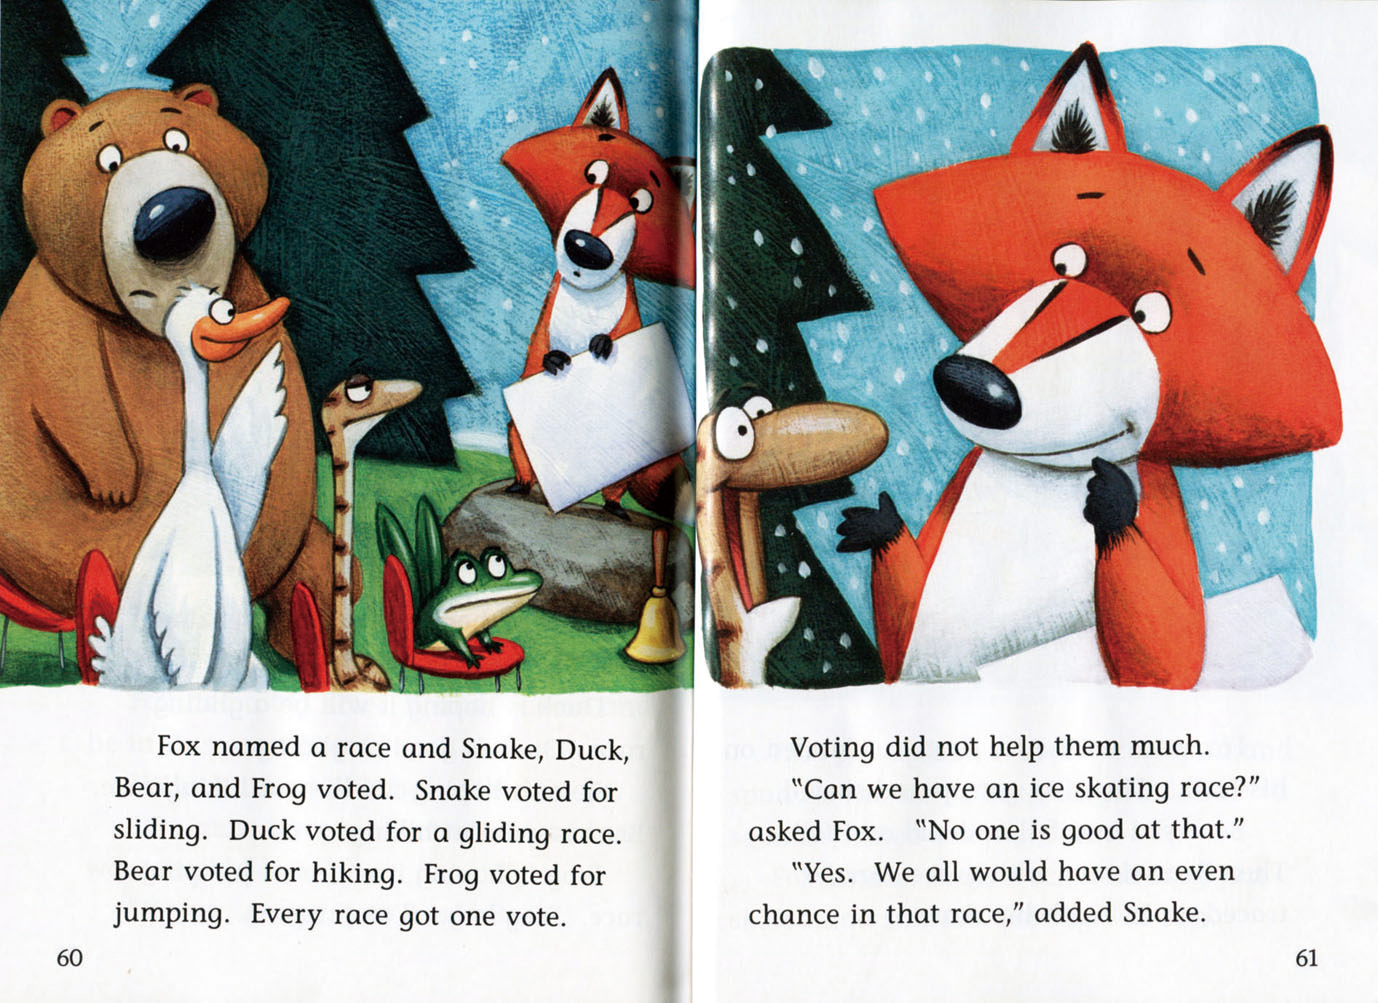 Fox named a race and Snake, Duck,
Bear, and Frog voted. Snake voted for
sliding. Duck voted for a gliding race.
Bear voted for hiking. Frog voted for
jumping. Every race got one vote.
60
Voting did not help them much.
"Can we have an ice skating race?"
asked Fox. "No one is good at that."
"Yes. We all would have an even
chance in that race," added Snake.
61